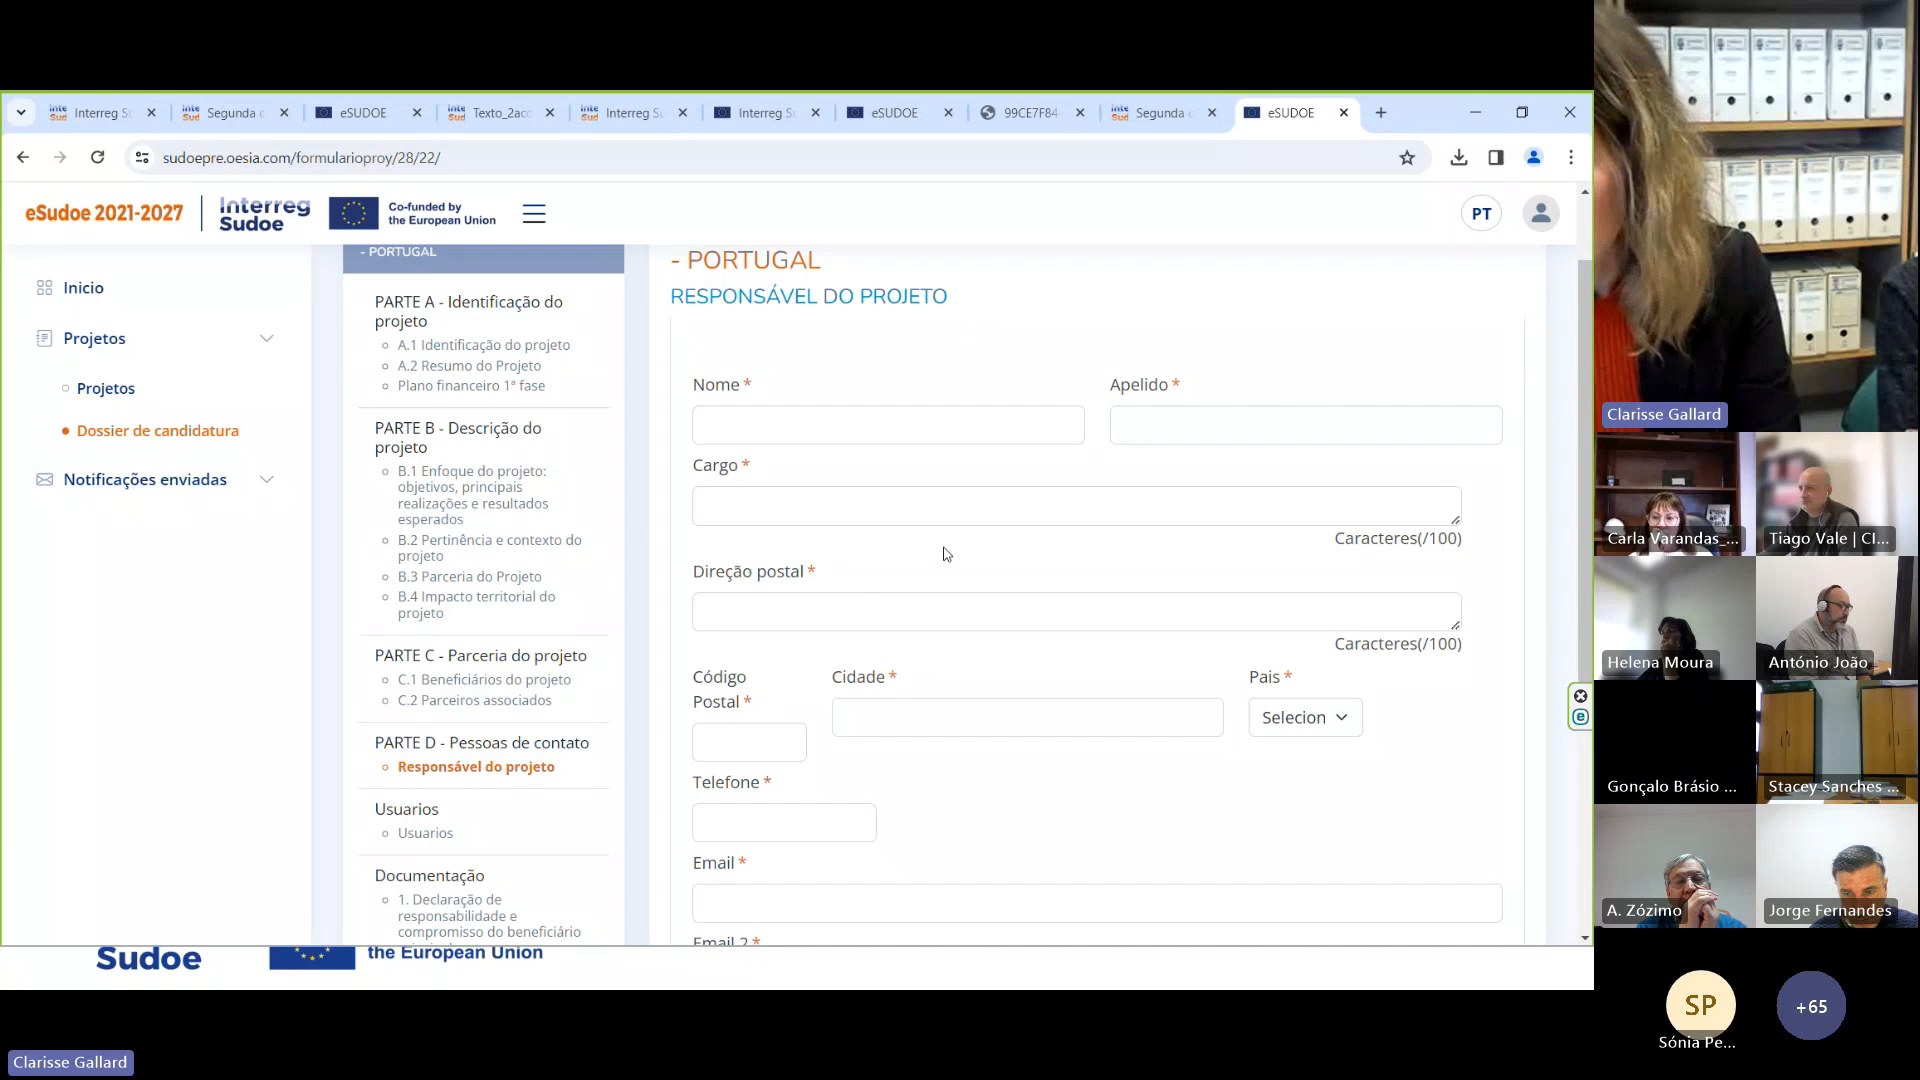 Interreg S
Segunda c
eSUDOE
Texto_2acc
Interreg Su
Interreg S
eSUDOE
99CE7F84-
Segunda c
eSUDOE
sudoepre.oesia.com/formularioproy/28/22/
eSudoe 2021-2027
Interreg
Sudoe
Co-funded by
the European Union
PT
Inicio
Projetos
Projetos
Dossier de candidatura
Notificações enviadas
- PORTUGAL
PARTE A - Identificação do
projeto
A.1 Identificação do projeto
A.2 Resumo do Projeto
Plano financeiro 1ª fase
PARTE B - Descrição do
projeto
B.1 Enfoque do projeto:
objetivos, principais
realizações e resultados
esperados
B.2 Pertinência e contexto do
projeto
B.3 Parceria do Projeto
B.4 Impacto territorial do
projeto
PARTE C - Parceria do projeto
C.1 Beneficiários do projeto
C.2 Parceiros associados
PARTE D - Pessoas de contato
Responsável do projeto
Usuarios
Usuarios
Documentação
1. Declaração de
responsabilidade e
compromisso do beneficiário
- PORTUGAL
RESPONSÁVEL DO PROJETO
Nome *
Apelido *
Cargo *
Caracteres(/100)
Direção postal *
Caracteres(/100)
Código
Postal *
Cidade *
Pais *
Selecion
Telefone *
Email *
Email 2 *
Sudoe
the European Union
Clarisse Gallard
Clarisse Gallard
Carla Varandas_...
Tiago Vale | CI...
Helena Moura
António João
Gonçalo Brásio ...
Stacey Sanches ...
A. Zózimo
Jorge Fernandes
SP
Sónia Pe...
+65